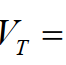 V_T =